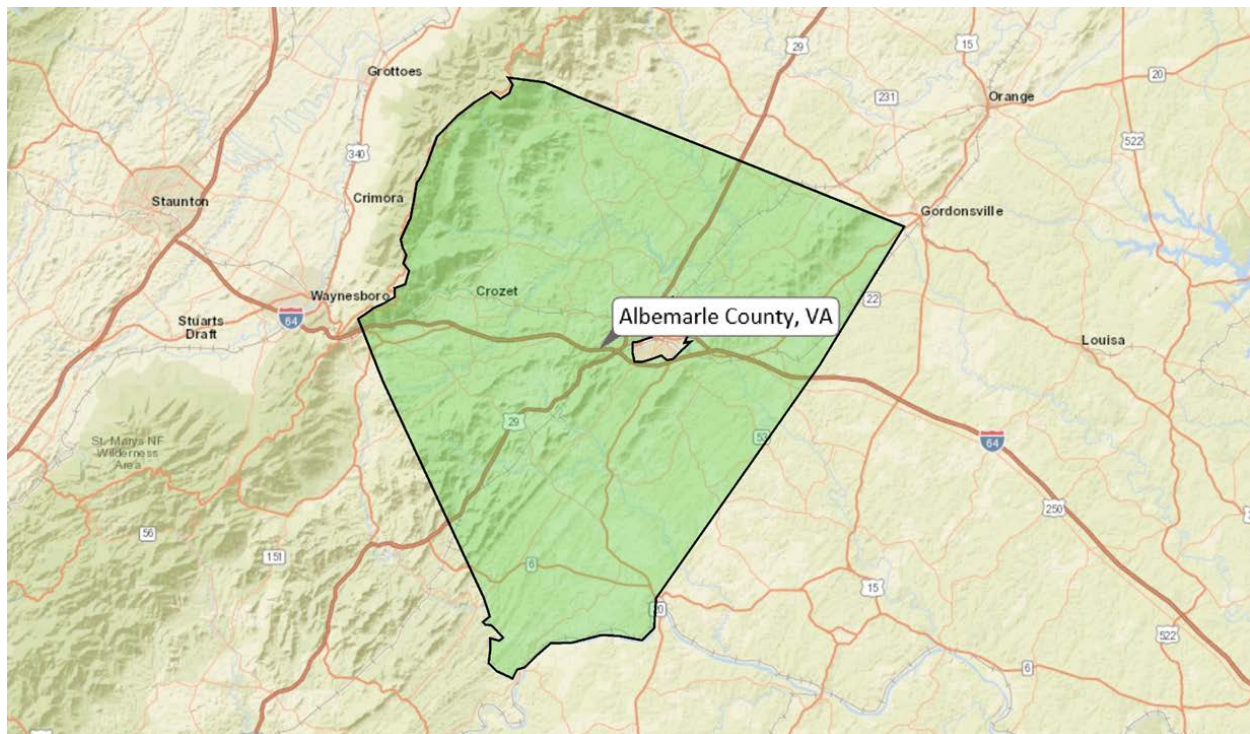 29
15
20
Grottoes
231
Orange
522
340
Crimora
Staunton
Gordonsville
Waynesboro
Crozet
22
64
Stuarts
Draft
Albemarle County, VA
Louisa
29
53
64
St. Marys NF
Wilderness
Area
250
56
151
6
15
20
522
6